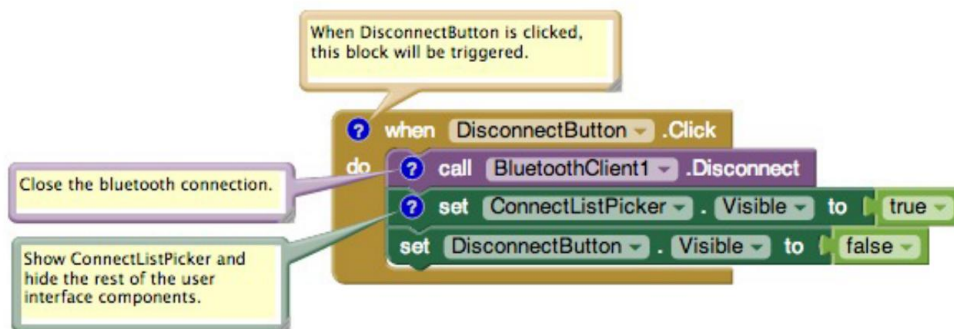 When DisconnectButton is clicked,
this block will be triggered.
? when DisconnectButton .Click
do ? call BluetoothClient1 .Disconnect
Close the bluetooth connection.
? set ConnectListPicker . Visible to true
set DisconnectButton . Visible to false
Show ConnectListPicker and
hide the rest of the user
interface components.